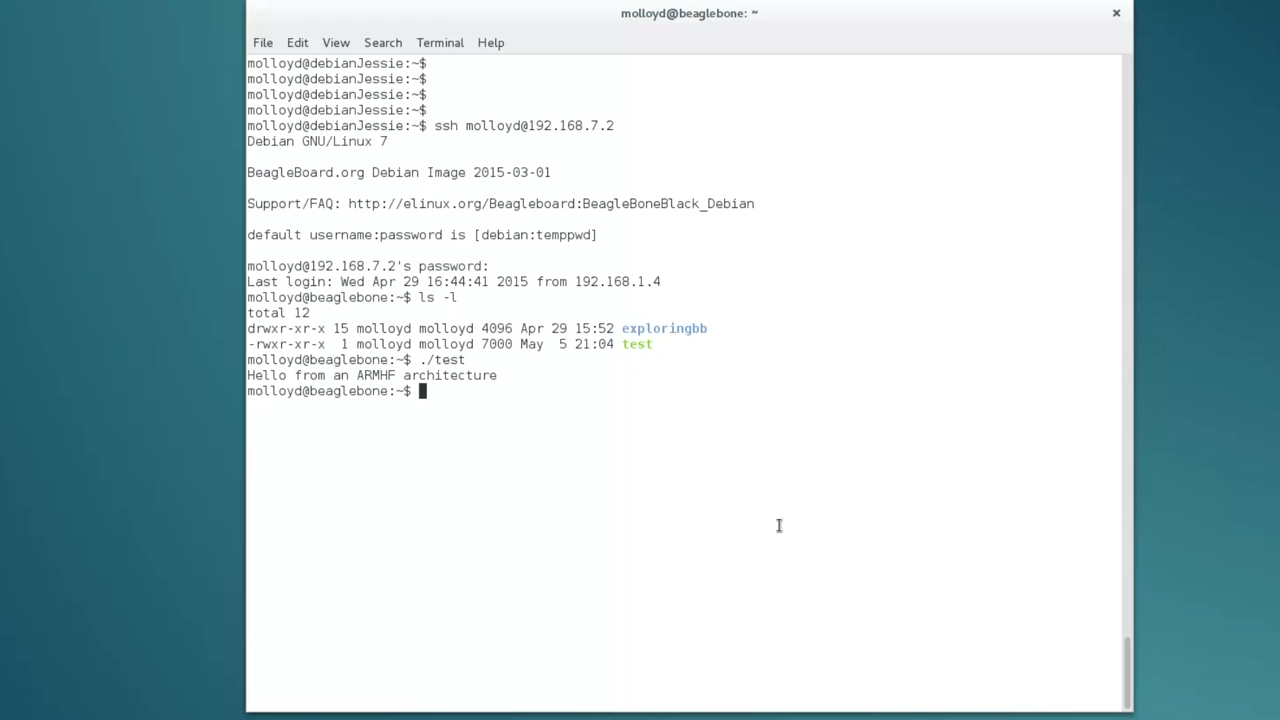 molloyd@beaglebone: ~
File Edit View Search Terminal Help
molloyd@debianJessie:~$
molloyd@debianJessie:~$
molloyd@debianJessie:~$
molloyd@debianJessie:~$
molloyd@debianJessie:~$ ssh molloyd@192.168.7.2
Debian GNU/Linux 7
BeagleBoard.org Debian Image 2015-03-01
Support/FAQ: http://elinux.org/Beagleboard:BeagleBoneBlack_Debian
default username:password is [debian:temppwd]
molloyd@192.168.7.2's password:
Last login: Wed Apr 29 16:44:41 2015 from 192.168.1.4
molloyd@beaglebone:~$ ls -l
total 12
drwxr-xr-x 15 molloyd molloyd 4096 Apr 29 15:52 exploringbb
-rwxr-xr-x  1 molloyd molloyd 7000 May  5 21:04 test
molloyd@beaglebone:~$ ./test
Hello from an ARMHF architecture
molloyd@beaglebone:~$